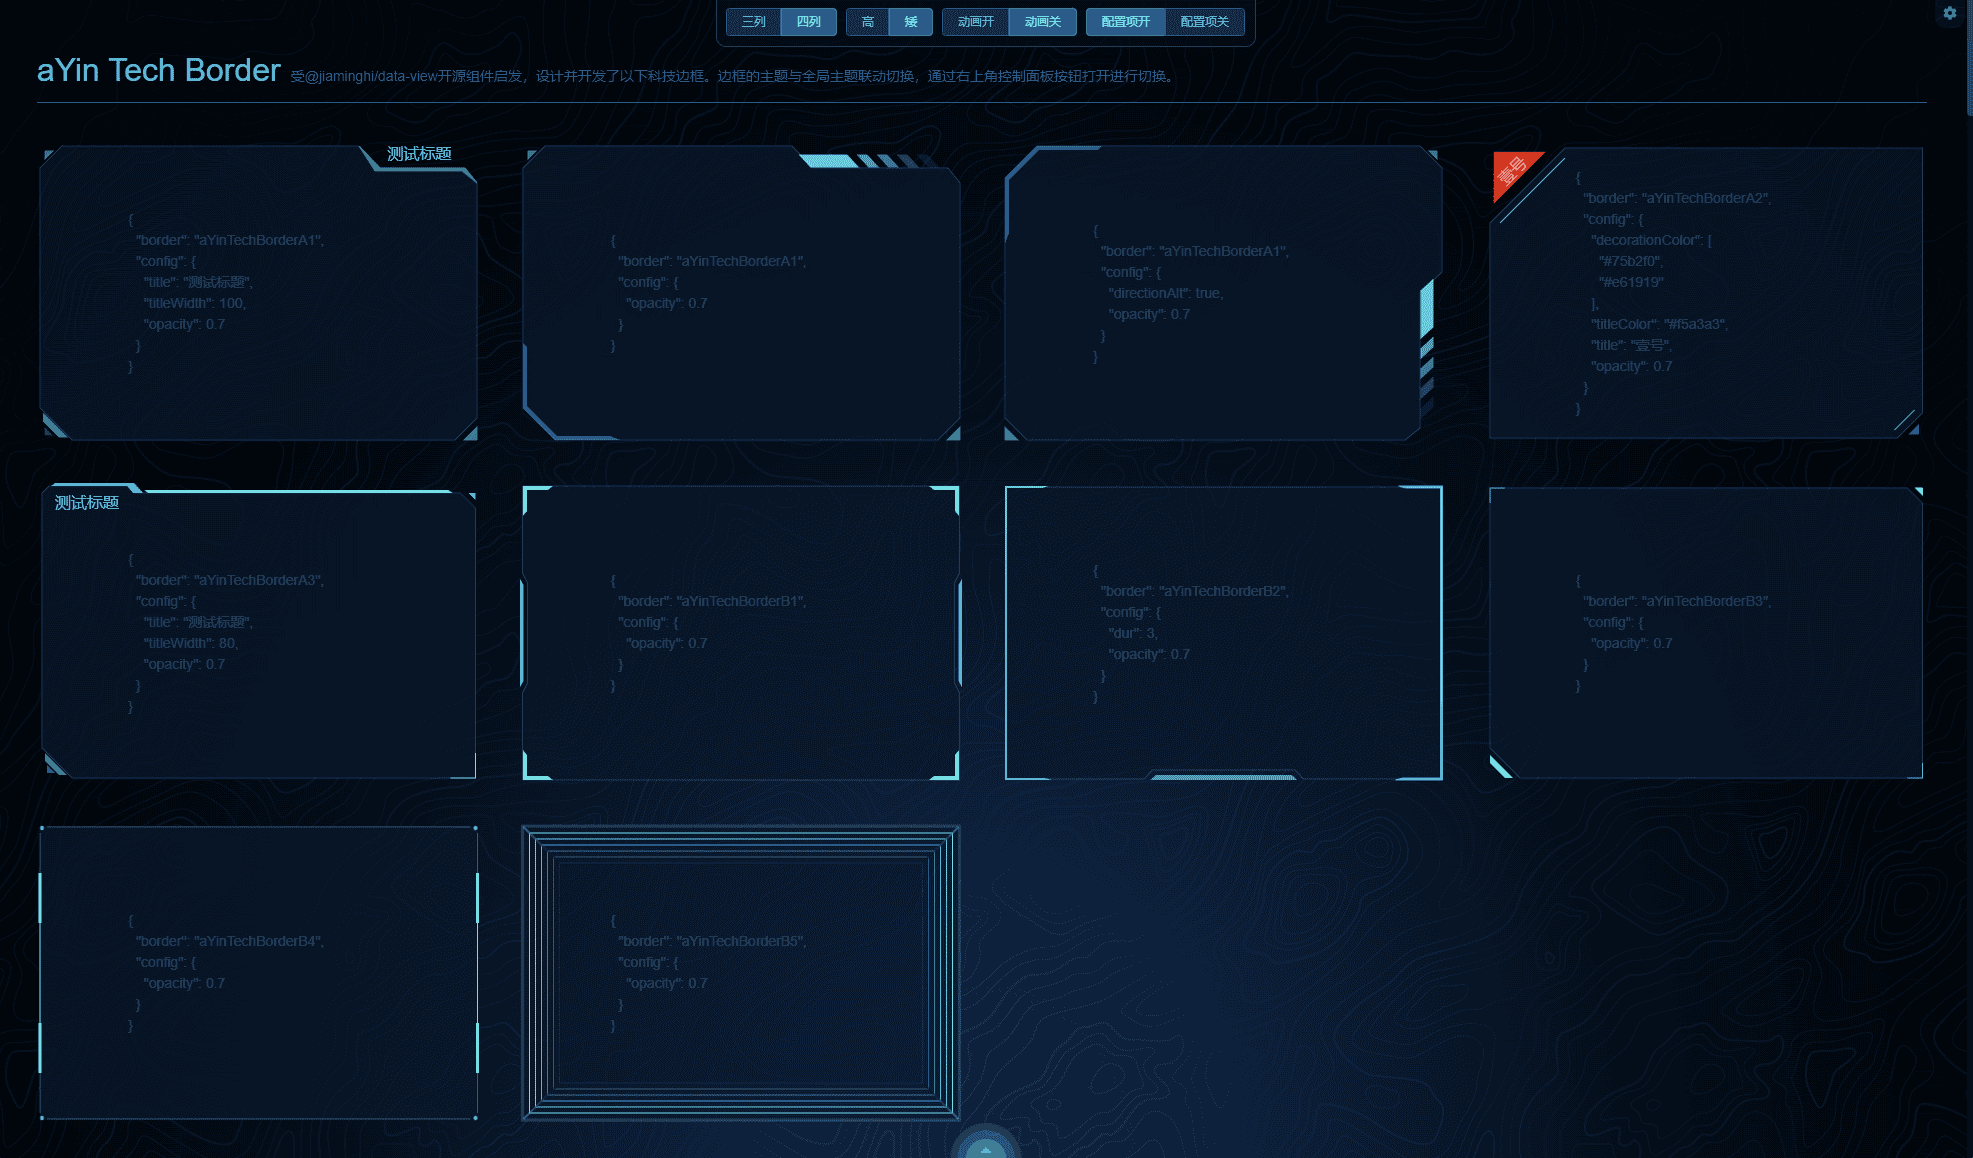 三列 四列 高 矮 动画开 动画关 配置项开 配置项关
aYin Tech Border 受@jiaminghi/data-view开源组件启发，设计并开发了以下科技边框。边框的主题与全局主题联动切换，通过右上角控制面板按钮打开进行切换。
测试标题
{
"border": "aYinTechBorderA1",
"config": {
"title": "测试标题",
"titleWidth": 100,
"opacity": 0.7
}
}
{
"border": "aYinTechBorderA1",
"config": {
"opacity": 0.7
}
}
{
"border": "aYinTechBorderA1",
"config": {
"directionAlt": true,
"opacity": 0.7
}
}
壹号
{
"border": "aYinTechBorderA2",
"config": {
"decorationColor": [
"#75b2f0",
"#e61919"
],
"titleColor": "#f5a3a3",
"title": "壹号",
"opacity": 0.7
}
}
测试标题
{
"border": "aYinTechBorderA3",
"config": {
"title": "测试标题",
"titleWidth": 80,
"opacity": 0.7
}
}
{
"border": "aYinTechBorderB1",
"config": {
"opacity": 0.7
}
}
{
"border": "aYinTechBorderB2",
"config": {
"dur": 3,
"opacity": 0.7
}
}
{
"border": "aYinTechBorderB3",
"config": {
"opacity": 0.7
}
}
{
"border": "aYinTechBorderB4",
"config": {
"opacity": 0.7
}
}
{
"border": "aYinTechBorderB5",
"config": {
"opacity": 0.7
}
}